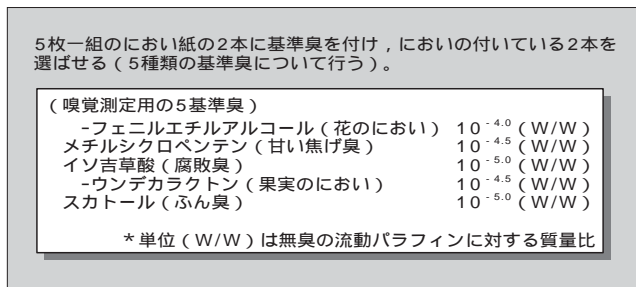 5枚一組のにおい紙の2本に基準臭を付け，においの付いている2本を
選ばせる（5種類の基準臭について行う）。
（嗅覚測定用の5基準臭）
-フェニルエチルアルコール（花のにおい） 10^-4.0（W/W）
メチルシクロペンテン（甘い焦げ臭） 10^-4.5（W/W）
イソ吉草酸（腐敗臭） 10^-5.0（W/W）
-ウンデカラクトン（果実のにおい） 10^-4.5（W/W）
スカトール（ふん臭） 10^-5.0（W/W）
*単位（W/W）は無臭の流動パラフィンに対する質量比